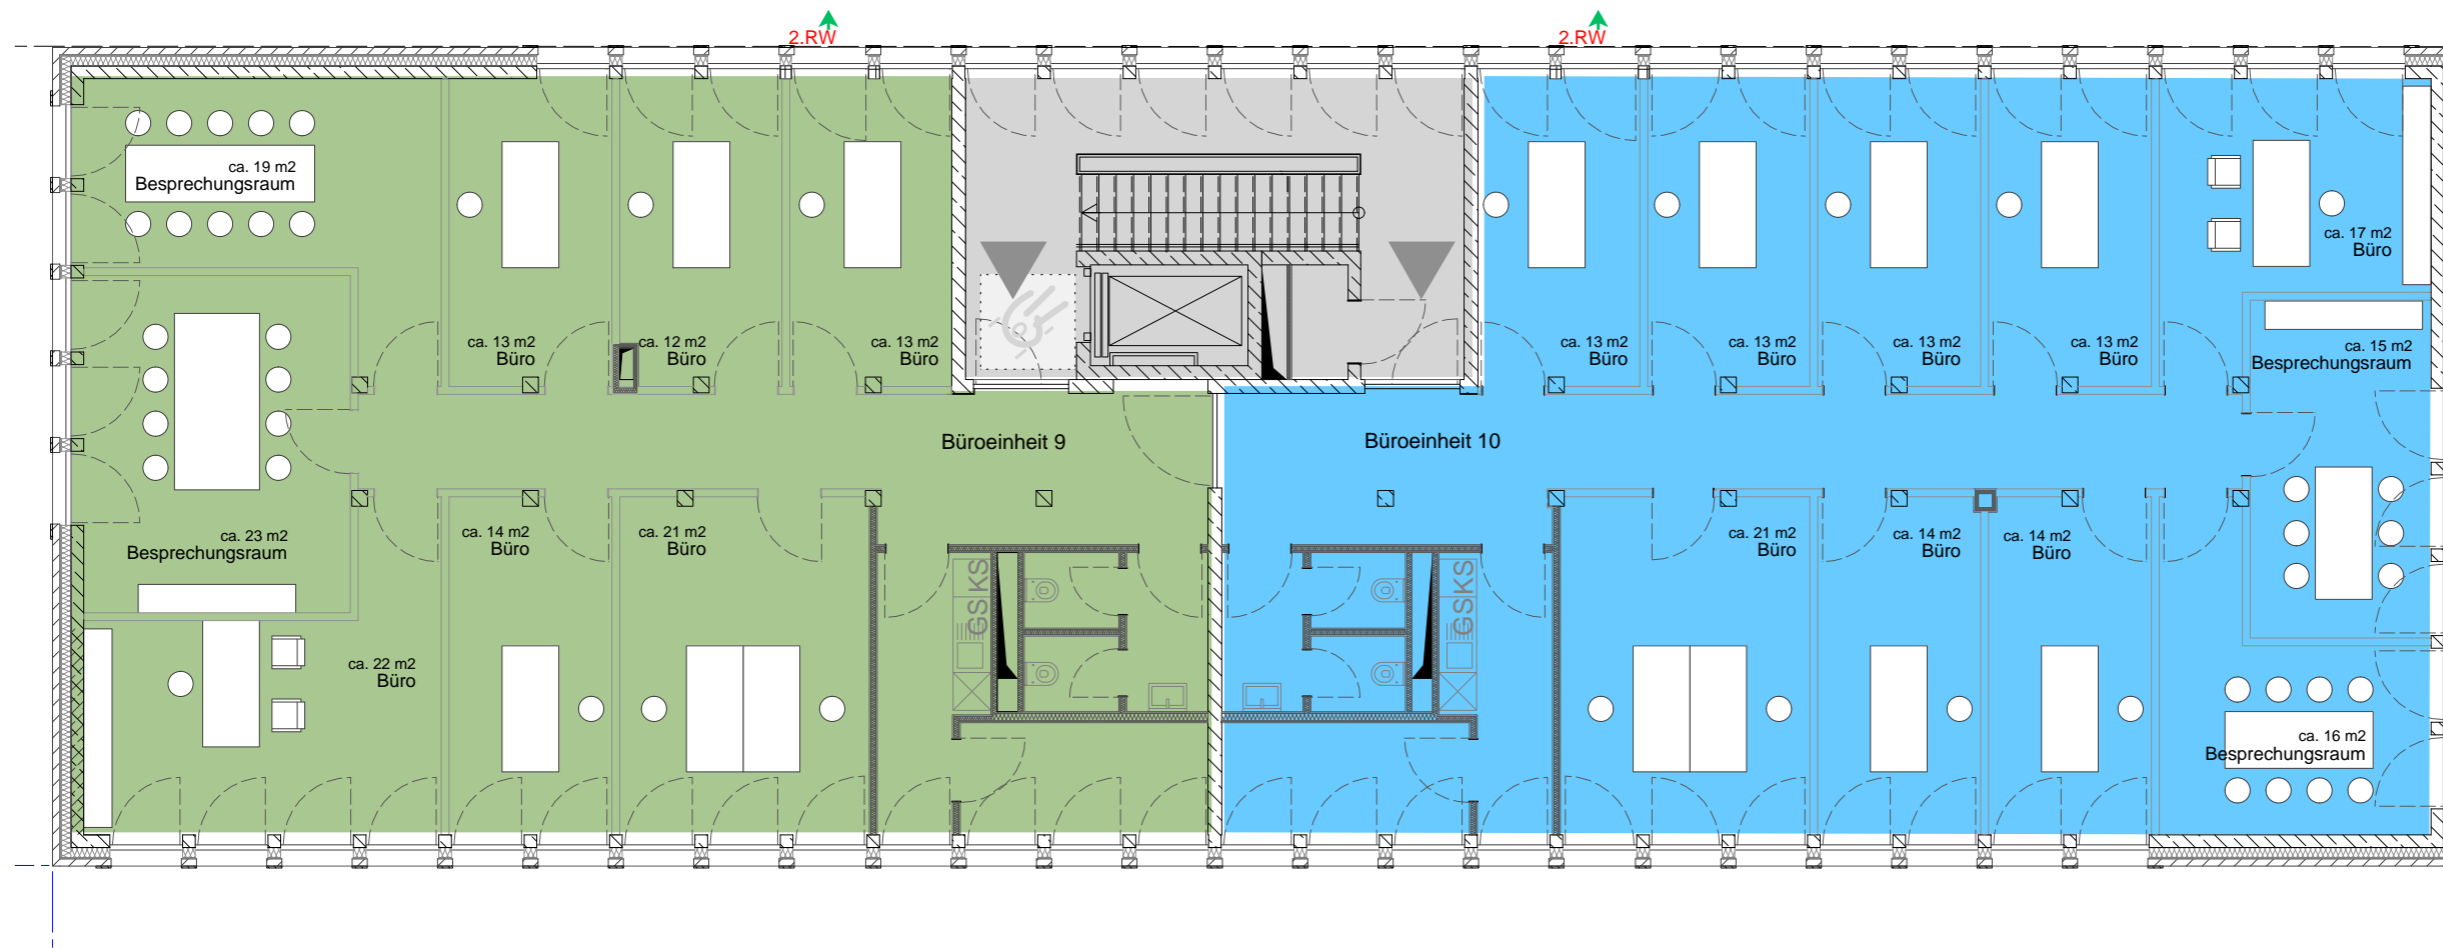 2.RW
2.RW
ca. 19 m2
Besprechungsraum
ca. 13 m2
Büro
ca. 12 m2
Büro
ca. 13 m2
Büro
ca. 13 m2
Büro
ca. 13 m2
Büro
ca. 13 m2
Büro
ca. 13 m2
Büro
ca. 17 m2
Büro
ca. 15 m2
Besprechungsraum
Büroeinheit 9
Büroeinheit 10
ca. 23 m2
Besprechungsraum
ca. 14 m2
Büro
ca. 21 m2
Büro
ca. 21 m2
Büro
ca. 14 m2
Büro
ca. 14 m2
Büro
GS KS
GS KS
ca. 22 m2
Büro
ca. 16 m2
Besprechungsraum